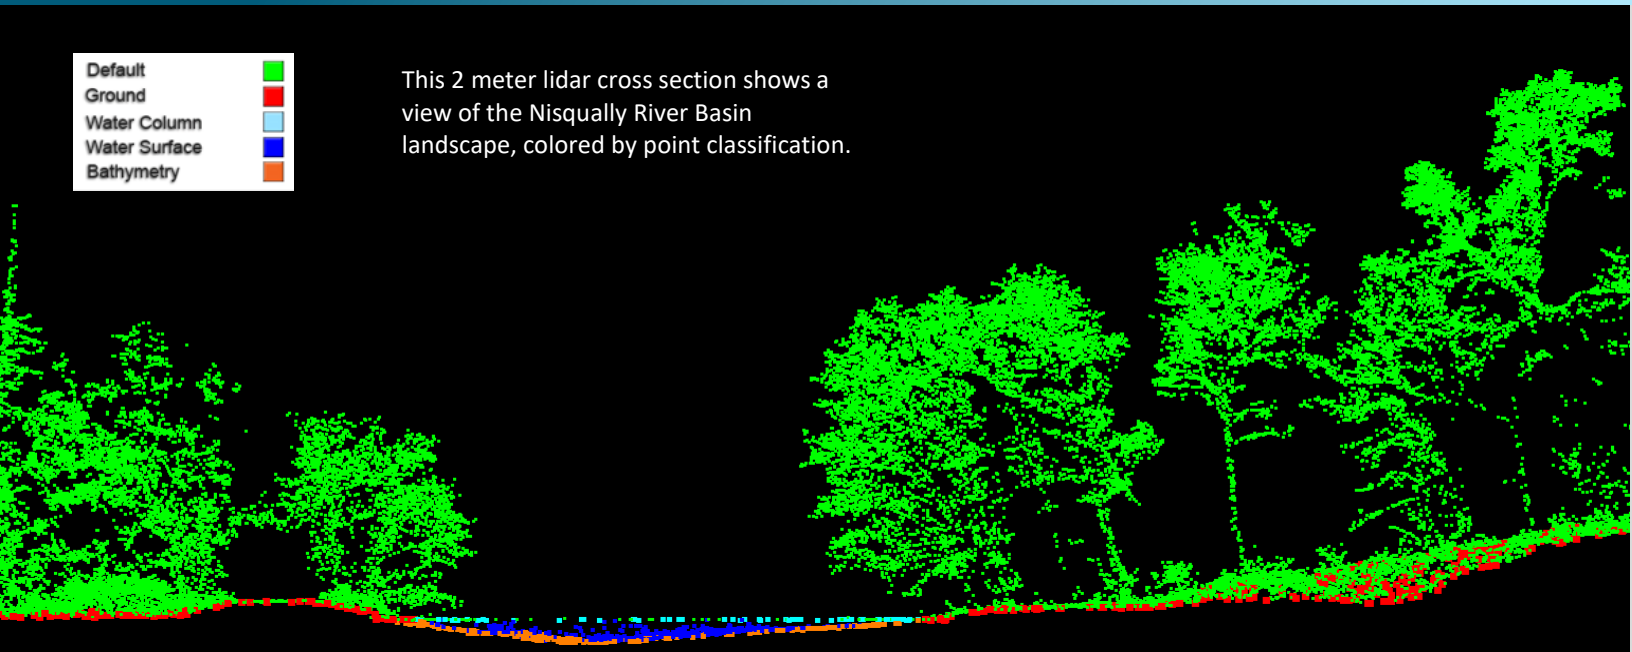 Default
Ground
Water Column
Water Surface
Bathymetry
This 2 meter lidar cross section shows a
view of the Nisqually River Basin
landscape, colored by point classification.